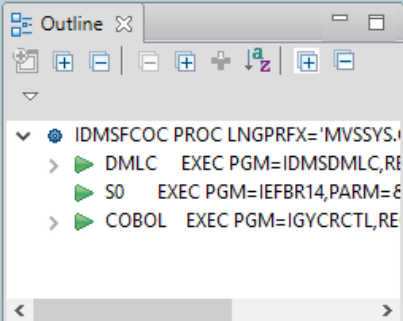 Outline
IDMSFCOC PROC LNGPRFX='MVSSYS.
DMLC EXEC PGM=IDMSDMLC,RE
S0 EXEC PGM=IEFBR14,PARM=&
COBOL EXEC PGM=IGYCRCTL,RE